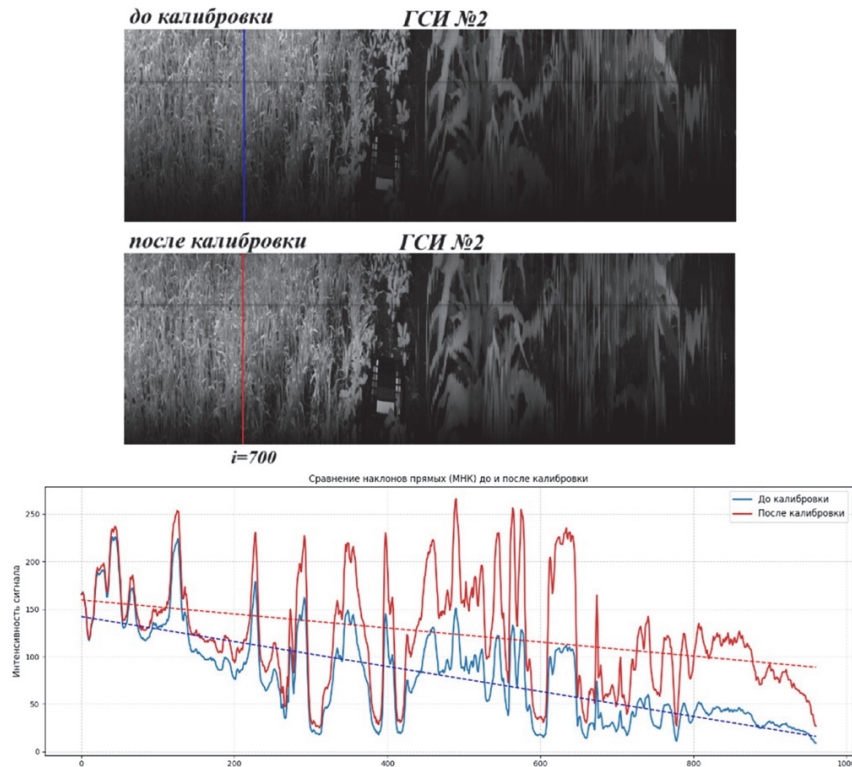 до калибровки ГСИ №2
после калибровки ГСИ №2
i=700
Сравнение наклонов прямых (МНК) до и после калибровки
До калибровки
После калибровки
Интенсивность сигнала
250
200
150
100
50
0
0 200 400 600 800 1000